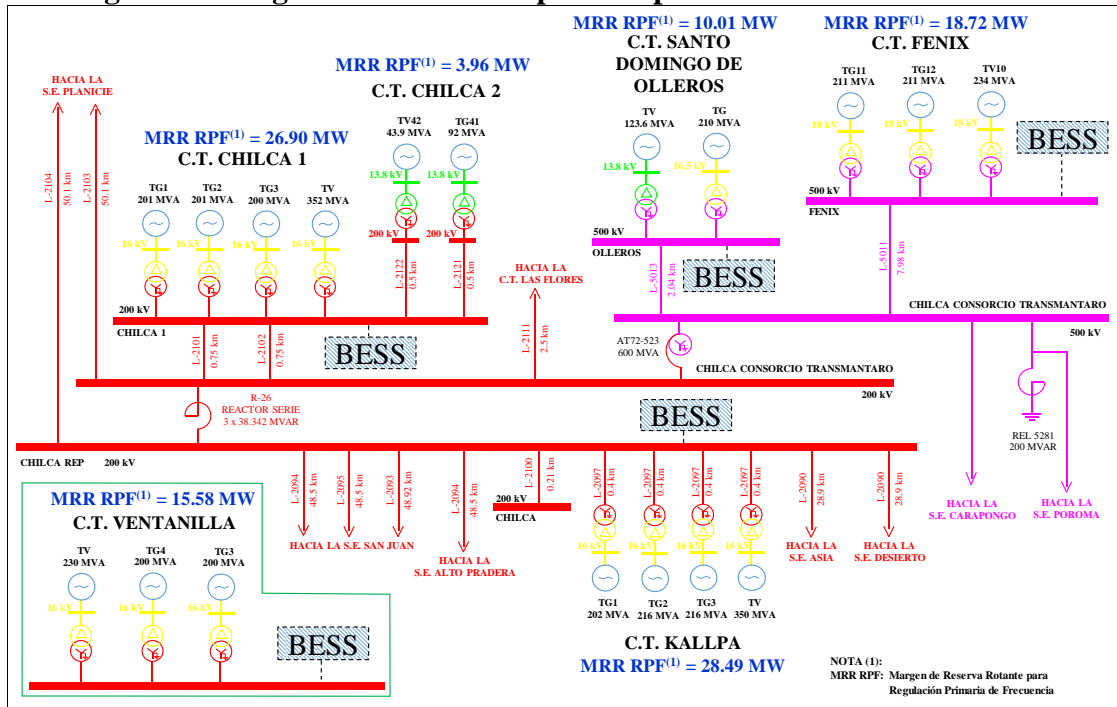 MRR RPF(1) = 10.01 MW
C.T. SANTO
DOMINGO DE
OLLEROS
MRR RPF(1) = 18.72 MW
C.T. FENIX
MRR RPF(1) = 3.96 MW
C.T. CHILCA 2
MRR RPF(1) = 26.90 MW
C.T. CHILCA 1
HACIA LA
S.E. PLANICIE
L-2104
50.1 km
L-2103
50.1 km
TG1
201 MVA
TG2
201 MVA
TG3
200 MVA
TV
352 MVA
16 kV
16 kV
16 kV
16 kV
200 kV
CHILCA 1
BESS
TV42
43.9 MVA
TG41
92 MVA
13.8 kV
13.8 kV
200 kV
200 kV
L-2122
0.5 km
L-2121
0.5 km
TV
123.6 MVA
TG
210 MVA
13.8 kV
16.5 kV
500 kV
OLLEROS
BESS
TG11
211 MVA
TG12
211 MVA
TV10
234 MVA
18 kV
18 kV
18 kV
BESS
500 kV
FENIX
L-5011
7.98 km
L-5013
2.04 km
HACIA LA
C.T. LAS FLORES
L-2111
2.5 km
L-2101
0.75 km
L-2102
0.75 km
CHILCA CONSORCIO TRANSMANTARO
500 kV
AT72-523
600 MVA
CHILCA CONSORCIO TRANSMANTARO
200 kV
R-26
REACTOR SERIE
3 x 38.342 MVAR
BESS
REL 5281
200 MVAR
CHILCA REP 200 kV
L-2094
48.5 km
L-2095
48.5 km
L-2093
48.92 km
L-2094
48.5 km
L-2100
0.21 km
200 kV
CHILCA
L-2097
0.4 km
L-2097
0.4 km
L-2097
0.4 km
L-2097
0.4 km
L-2090
28.9 km
L-2090
28.9 km
HACIA LA S.E. SAN JUAN
HACIA LA
S.E. ALTO PRADERA
HACIA LA
S.E. ASIA
HACIA LA
S.E. DESIERTO
HACIA LA
S.E. CARAPONGO
HACIA LA
S.E. POROMA
16 kV
16 kV
16 kV
16 kV
TG1
202 MVA
TG2
216 MVA
TG3
216 MVA
TV
350 MVA
C.T. KALLPA
MRR RPF(1) = 28.49 MW
MRR RPF(1) = 15.58 MW
C.T. VENTANILLA
TV
230 MVA
TG4
200 MVA
TG3
200 MVA
16 kV
16 kV
16 kV
BESS
NOTA (1):
MRR RPF: Margen de Reserva Rotante para
Regulación Primaria de Frecuencia